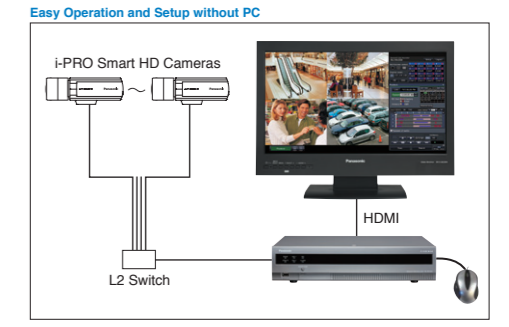 Easy Operation and Setup without PC
i-PRO Smart HD Cameras
Panasonic
HDMI
L2 Switch